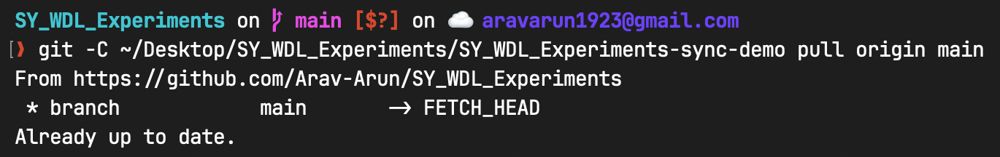 SY_WDL_Experiments on main [$?] on ☁️ aravarun1923@gmail.com
[❱ git -C ~/Desktop/SY_WDL_Experiments/SY_WDL_Experiments-sync-demo pull origin main
From https://github.com/Arav-Arun/SY_WDL_Experiments
 * branch            main       -> FETCH_HEAD
Already up to date.